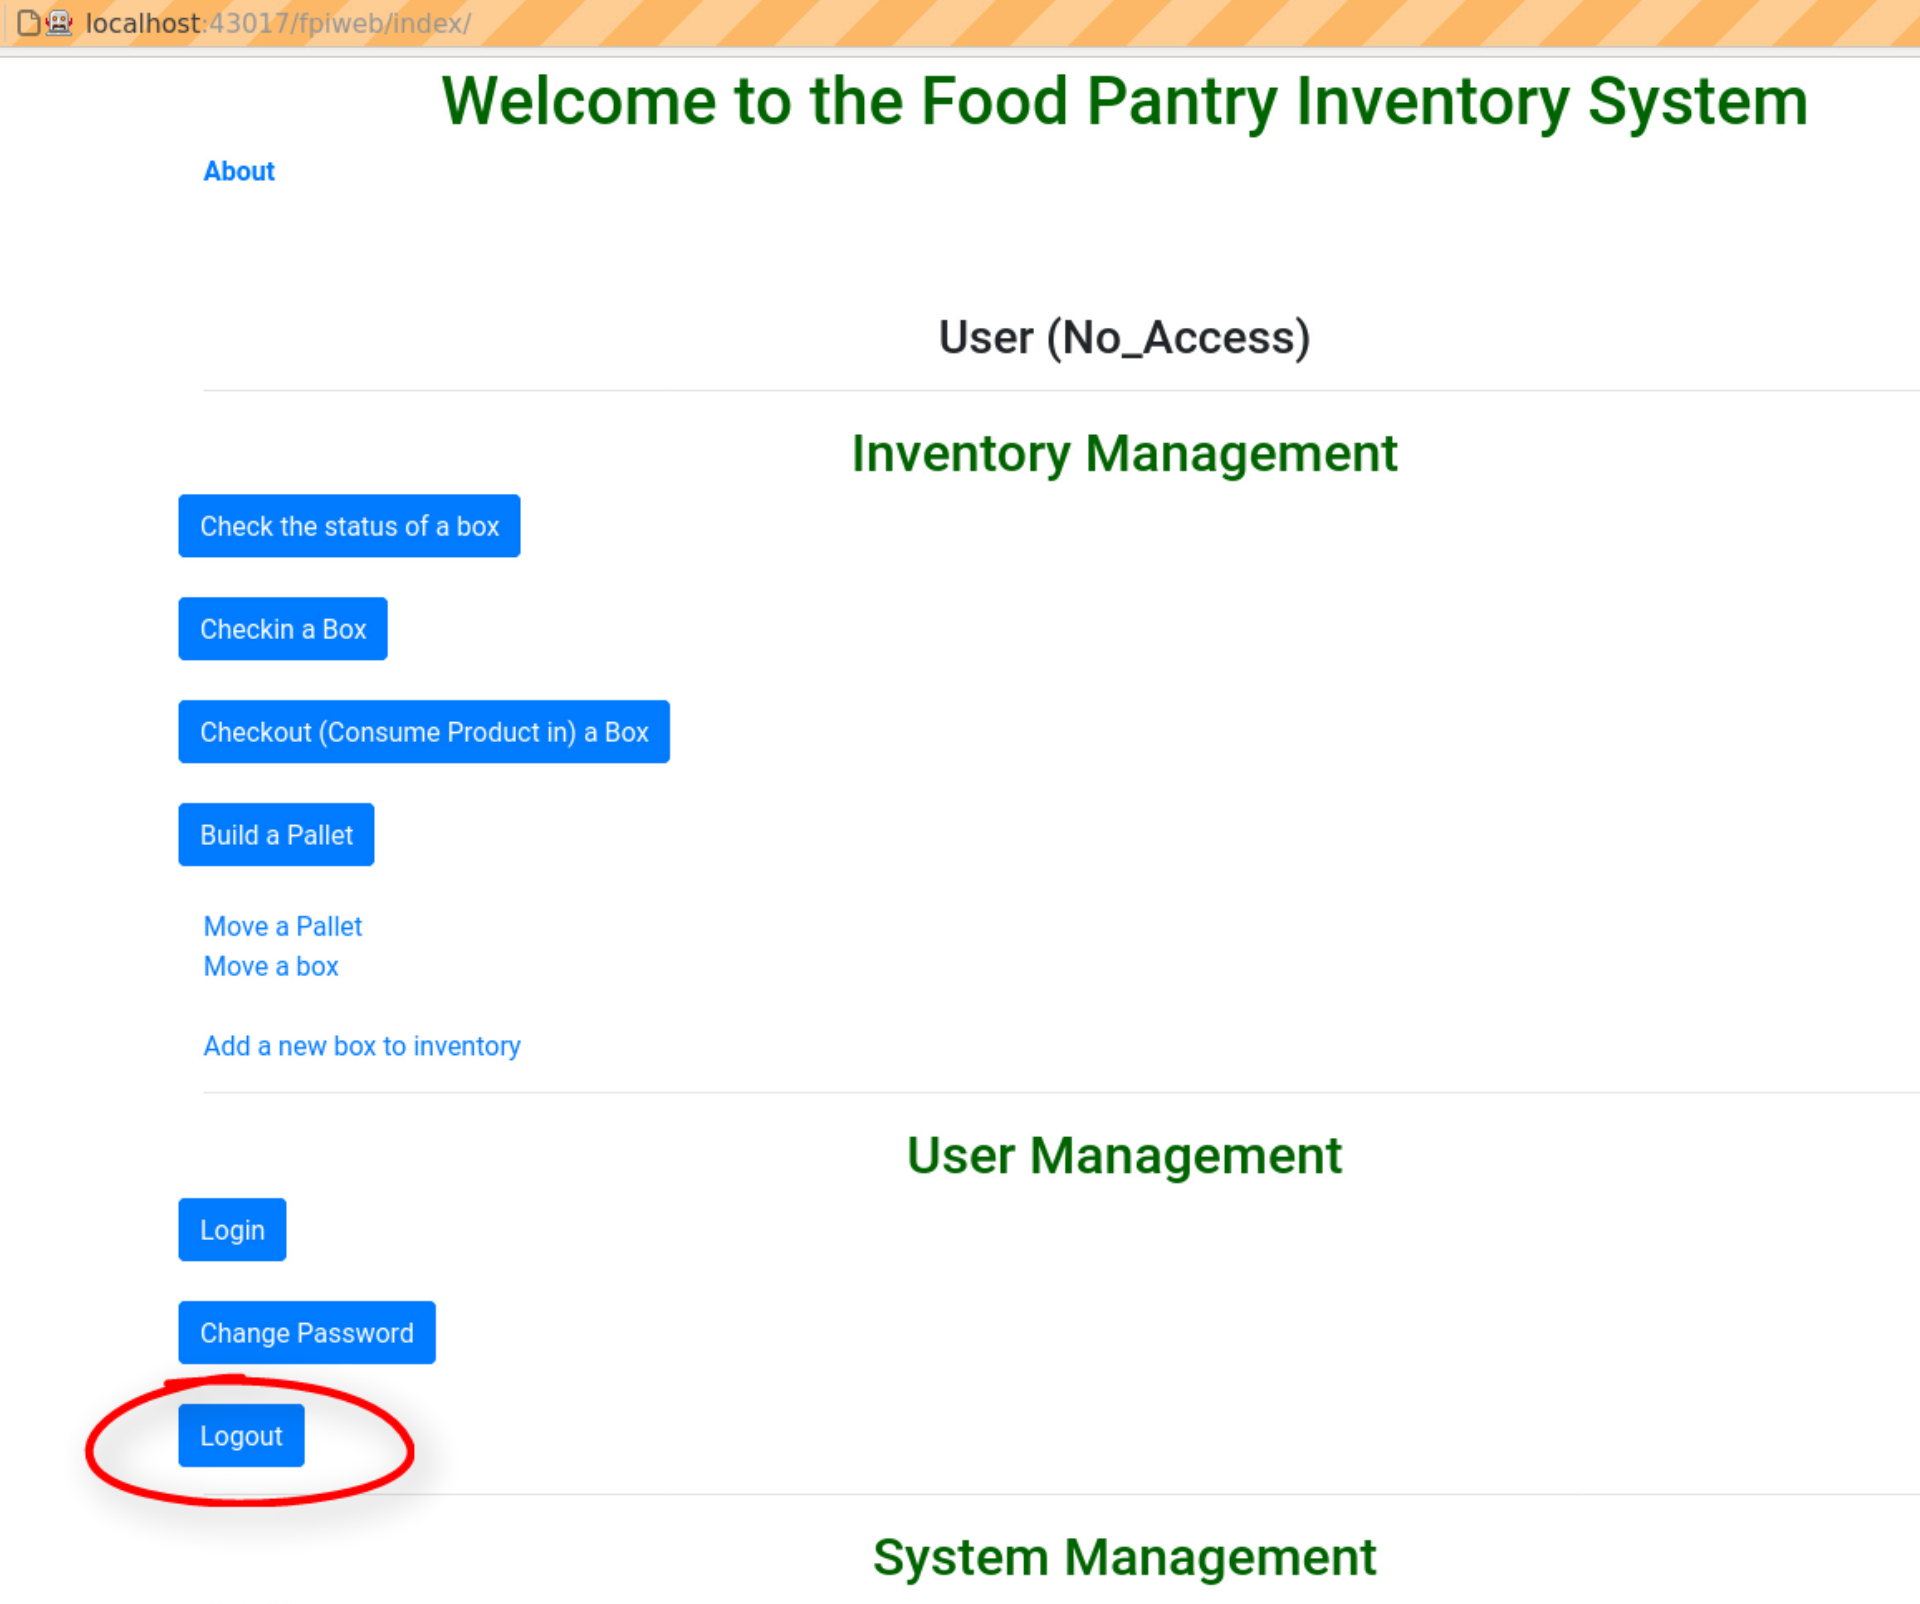 localhost:43017/fpiweb/index/
Welcome to the Food Pantry Inventory System
About
User (No_Access)
Inventory Management
Check the status of a box
Checkin a Box
Checkout (Consume Product in) a Box
Build a Pallet
Move a Pallet
Move a box
Add a new box to inventory
User Management
Login
Change Password
Logout
System Management